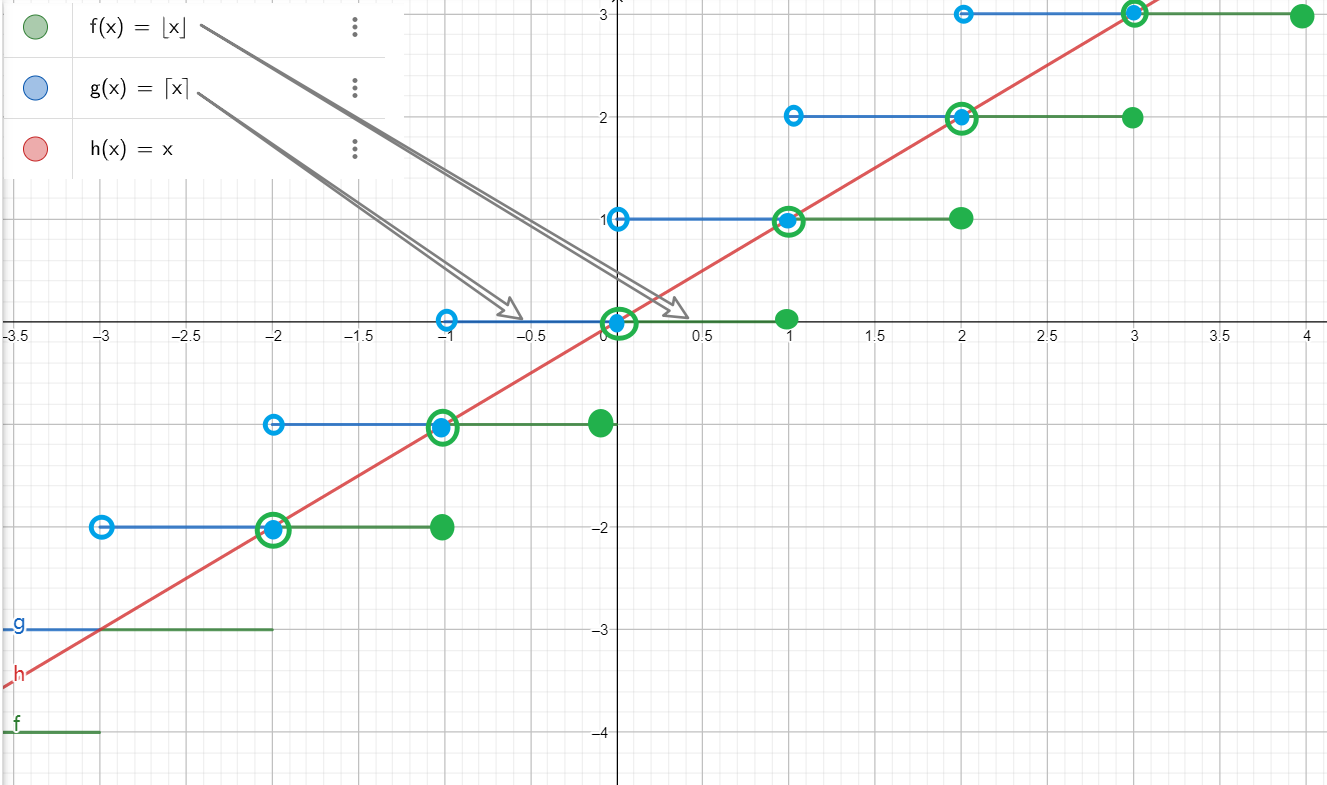 f(x) = ⌊x⌋
g(x) = ⌈x⌉
h(x) = x
3
2
1
–3.5 –3 –2.5 –2 –1.5 –1 –0.5 0 0.5 1 1.5 2 2.5 3 3.5 4
–2
–3
–4
g
h
f